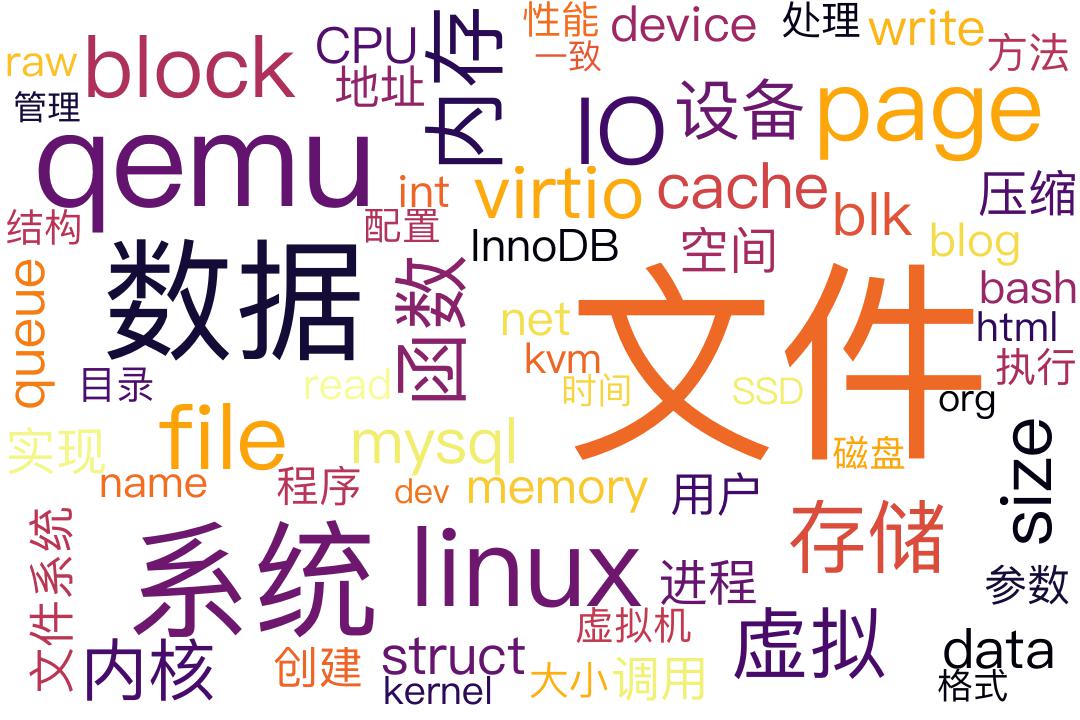 raw
block
CPU
地址
内存
性能
一致
device
处理
write
方法
管理
qemu
IO
设备
page
int
virtio
cache
blk
压缩
结构
配置
InnoDB
空间
blog
queue
数据
函数
net
文件
bash
html
kvm
执行
目录
read
时间
SSD
org
实现
file
mysql
磁盘
size
name
程序
dev
memory
用户
存储
文件系统
系统
linux
进程
参数
内核
创建
struct
kernel
虚拟机
大小
调用
虚拟
data
格式